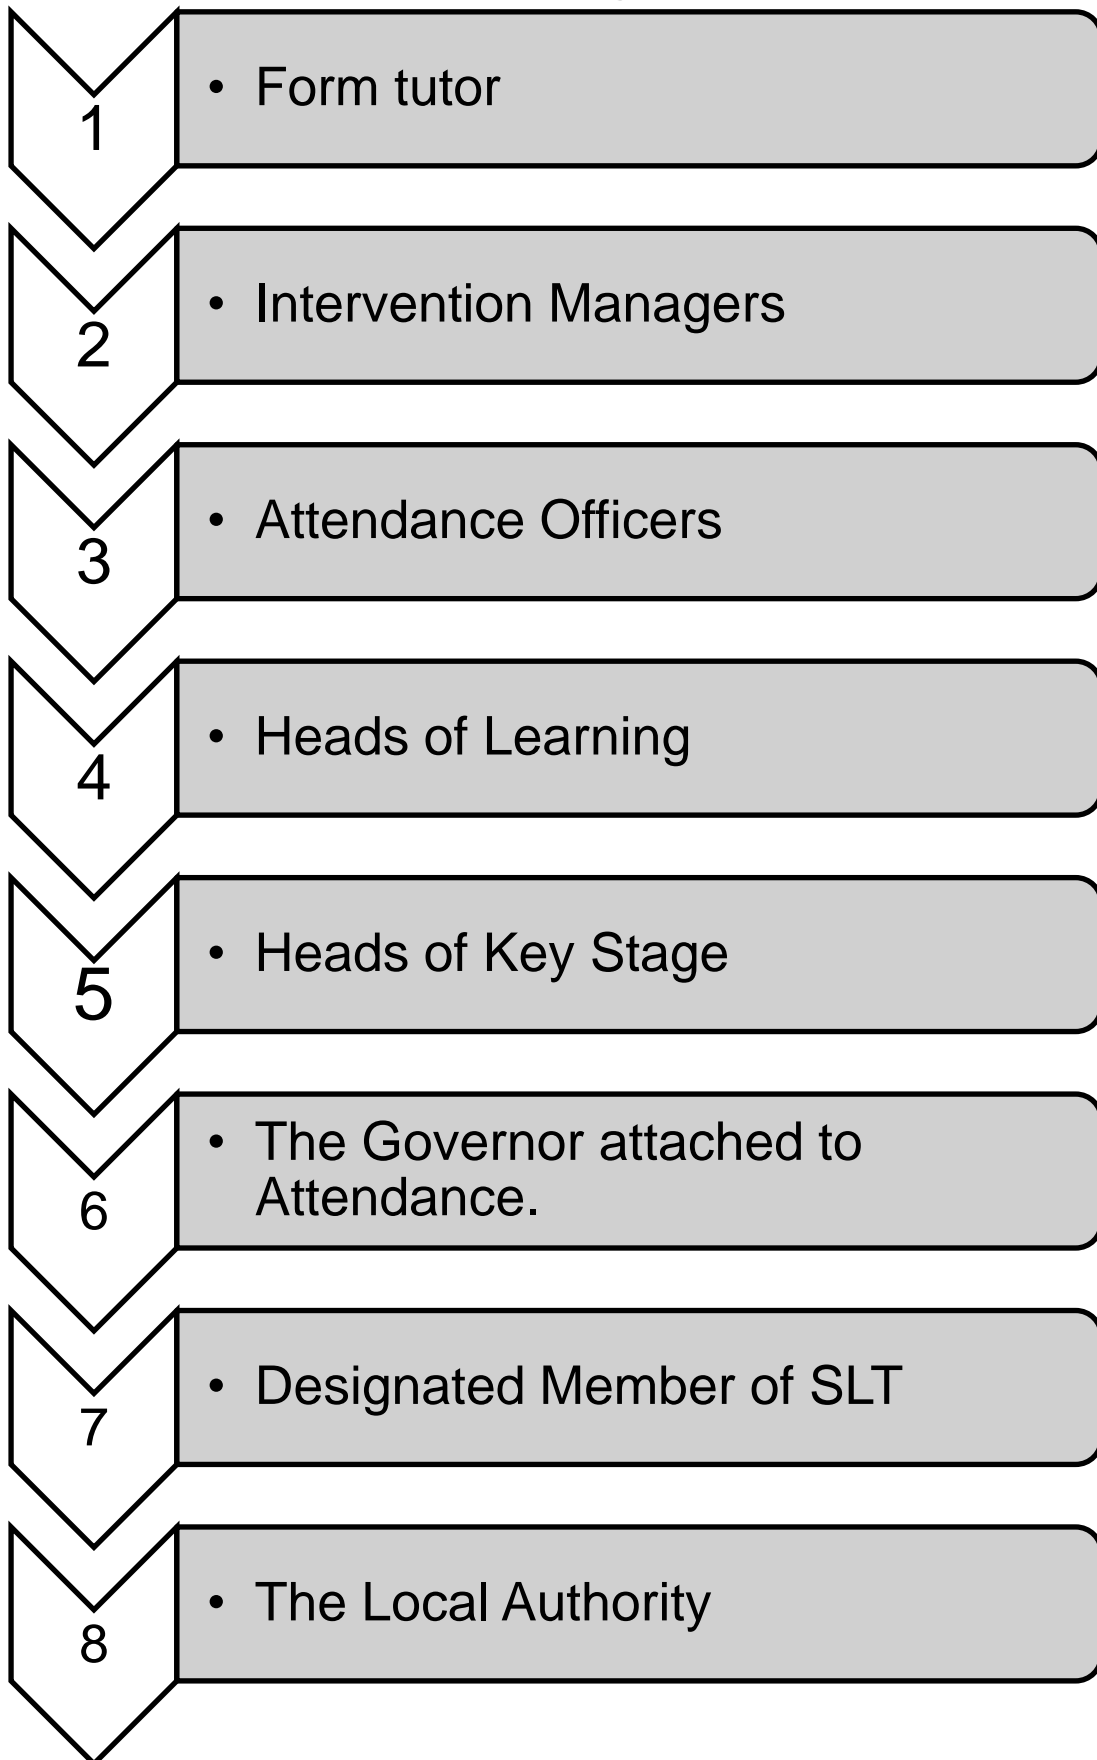 1
• Form tutor
2
• Intervention Managers
3
• Attendance Officers
4
• Heads of Learning
5
• Heads of Key Stage
6
• The Governor attached to
Attendance.
7
• Designated Member of SLT
8
• The Local Authority